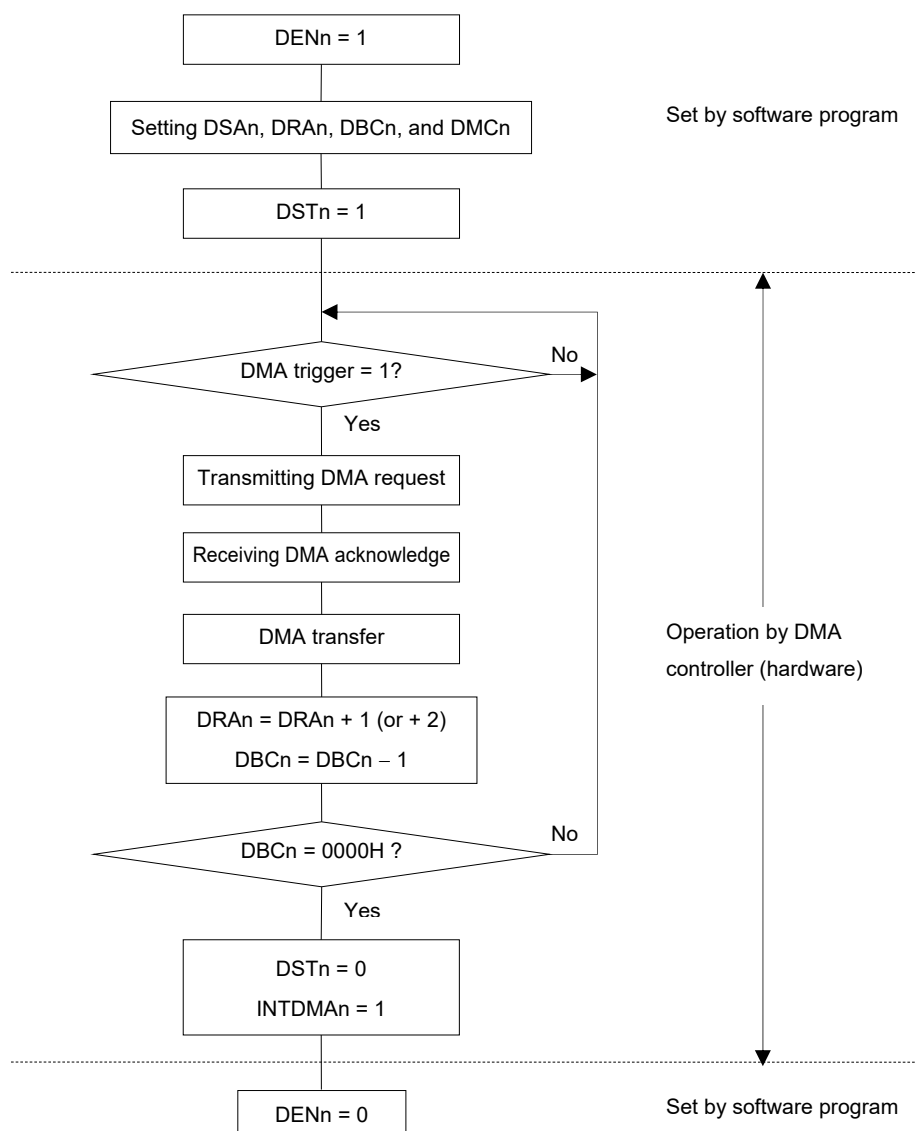 DENn = 1
Setting DSAn, DRAn, DBCn, and DMCn
Set by software program
DSTn = 1
DMA trigger = 1?
No
Yes
Transmitting DMA request
Receiving DMA acknowledge
DMA transfer
Operation by DMA
controller (hardware)
DRAn = DRAn + 1 (or + 2)
DBCn = DBCn − 1
DBCn = 0000H ?
No
Yes
DSTn = 0
INTDMAn = 1
DENn = 0
Set by software program